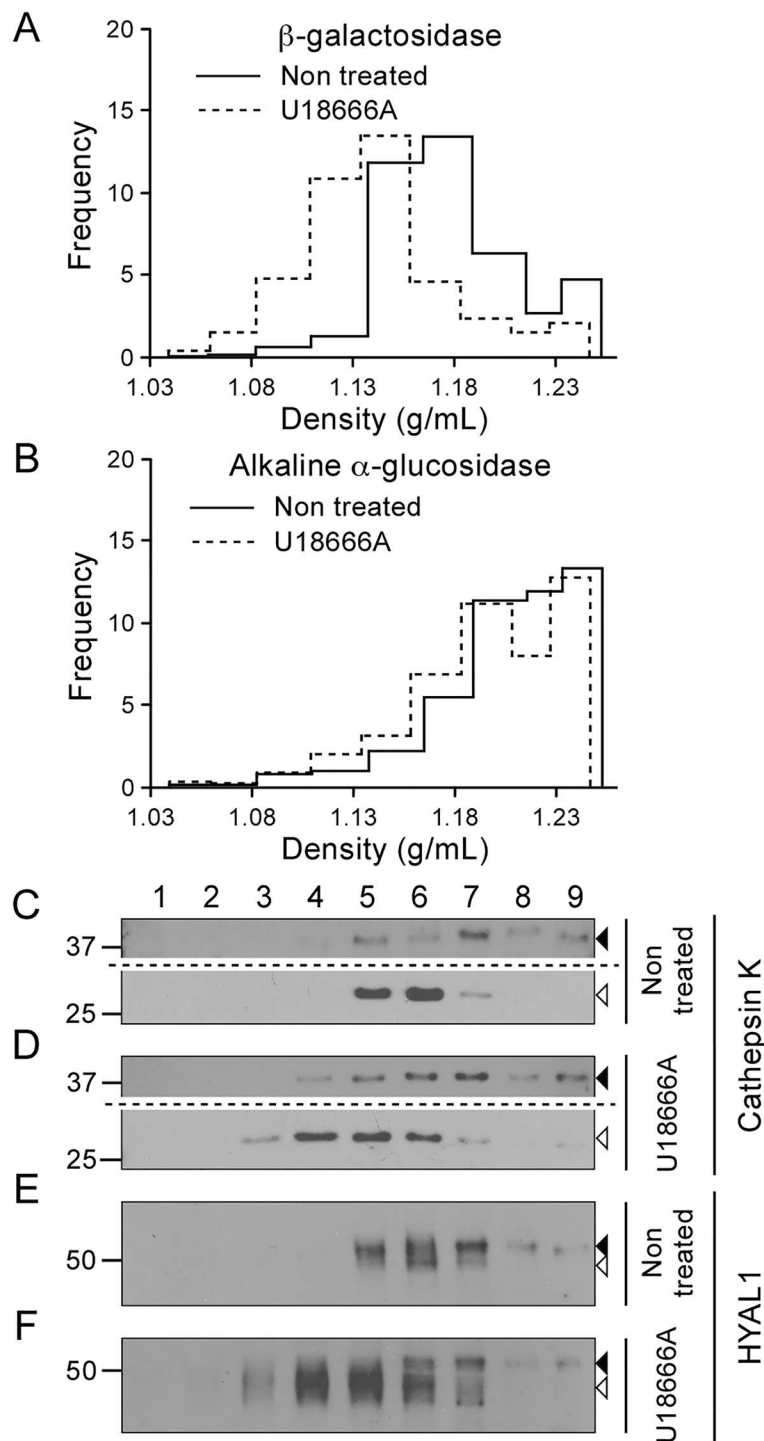 A
β-galactosidase
Non treated
U18666A
20
15
10
5
0
Frequency
1.03 1.08 1.13 1.18 1.23
Density (g/mL)
B
Alkaline α-glucosidase
Non treated
U18666A
20
15
10
5
0
Frequency
1.03 1.08 1.13 1.18 1.23
Density (g/mL)
1 2 3 4 5 6 7 8 9
C
37
25
Non
treated
D
37
25
U18666A
Cathepsin K
E
50
Non
treated
F
50
U18666A
HYAL1